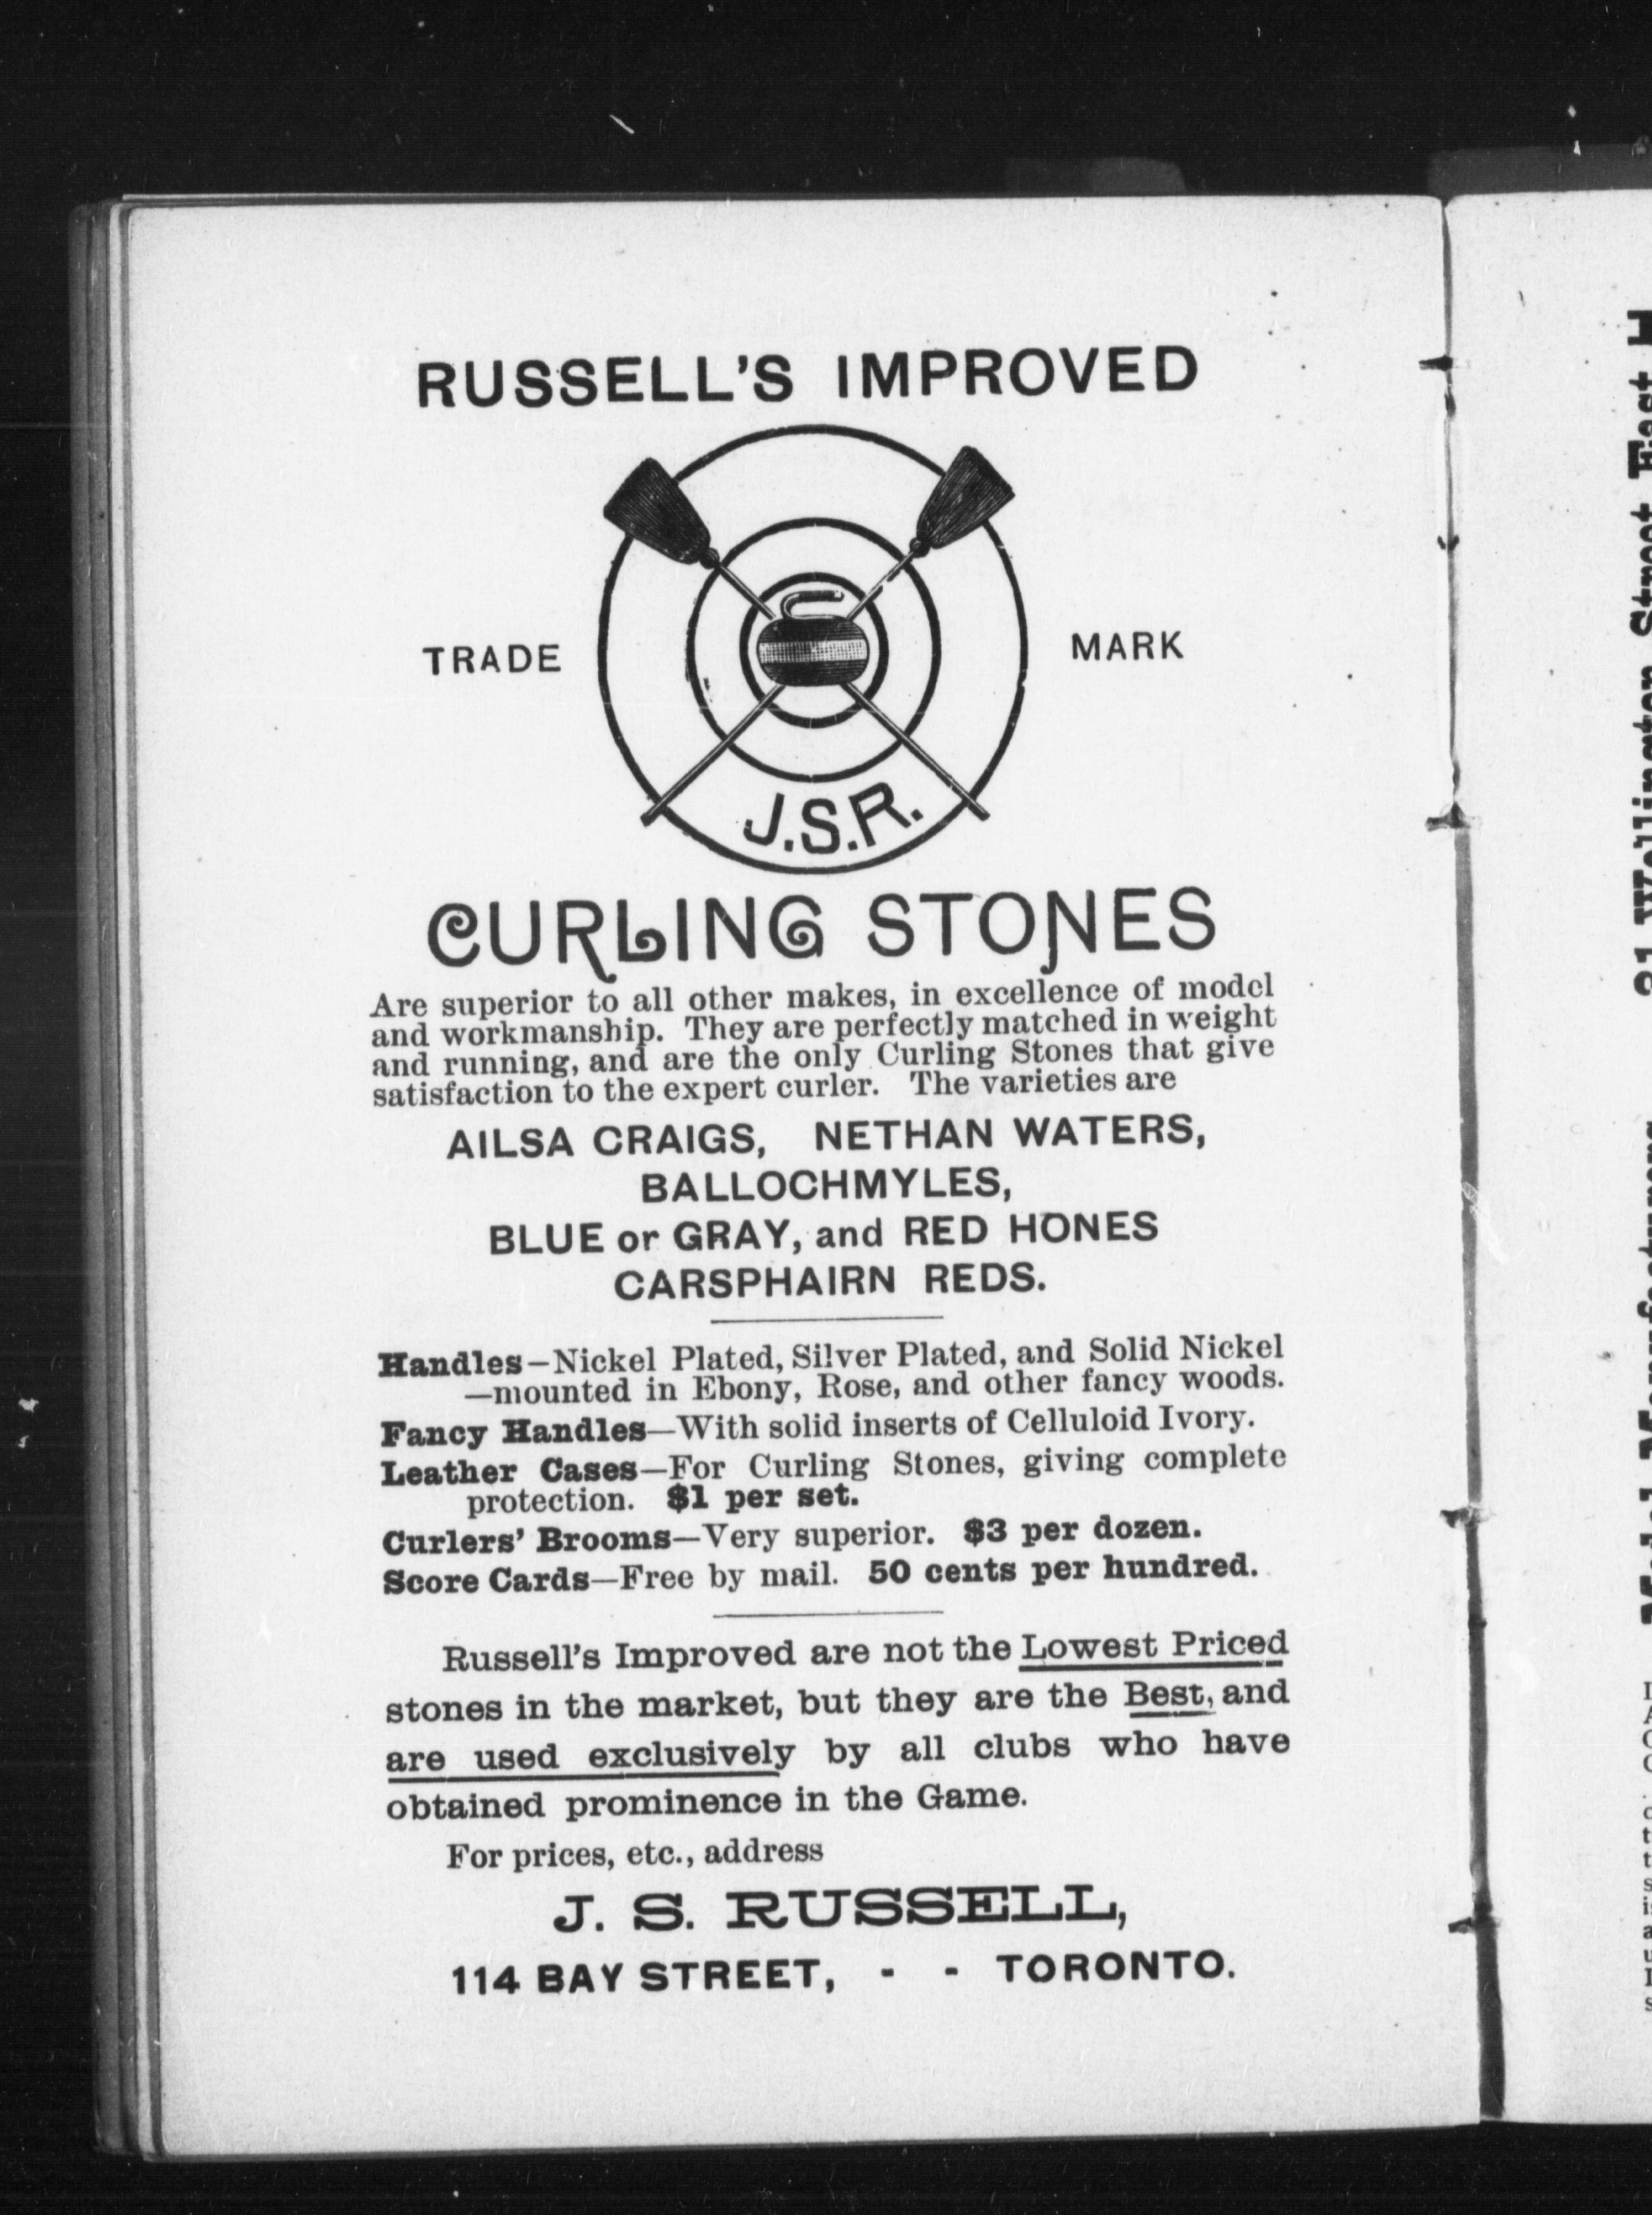 RUSSELL'S IMPROVED
TRADE MARK
J.S.R.
CURLING STONES
Are superior to all other makes, in excellence of model
and workmanship. They are perfectly matched in weight
and running, and are the only Curling Stones that give
satisfaction to the expert curler. The varieties are
AILSA CRAIGS, NETHAN WATERS,
BALLOCHMYLES,
BLUE or GRAY, and RED HONES
CARSPHAIRN REDS.
Handles—Nickel Plated, Silver Plated, and Solid Nickel
—mounted in Ebony, Rose, and other fancy woods.
Fancy Handles—With solid inserts of Celluloid Ivory.
Leather Cases—For Curling Stones, giving complete
protection. $1 per set.
Curlers' Brooms—Very superior. $3 per dozen.
Score Cards—Free by mail. 50 cents per hundred.
Russell's Improved are not the Lowest Priced
stones in the market, but they are the Best, and
are used exclusively by all clubs who have
obtained prominence in the Game.
For prices, etc., address
J. S. RUSSELL,
114 BAY STREET, - - TORONTO.
Street East